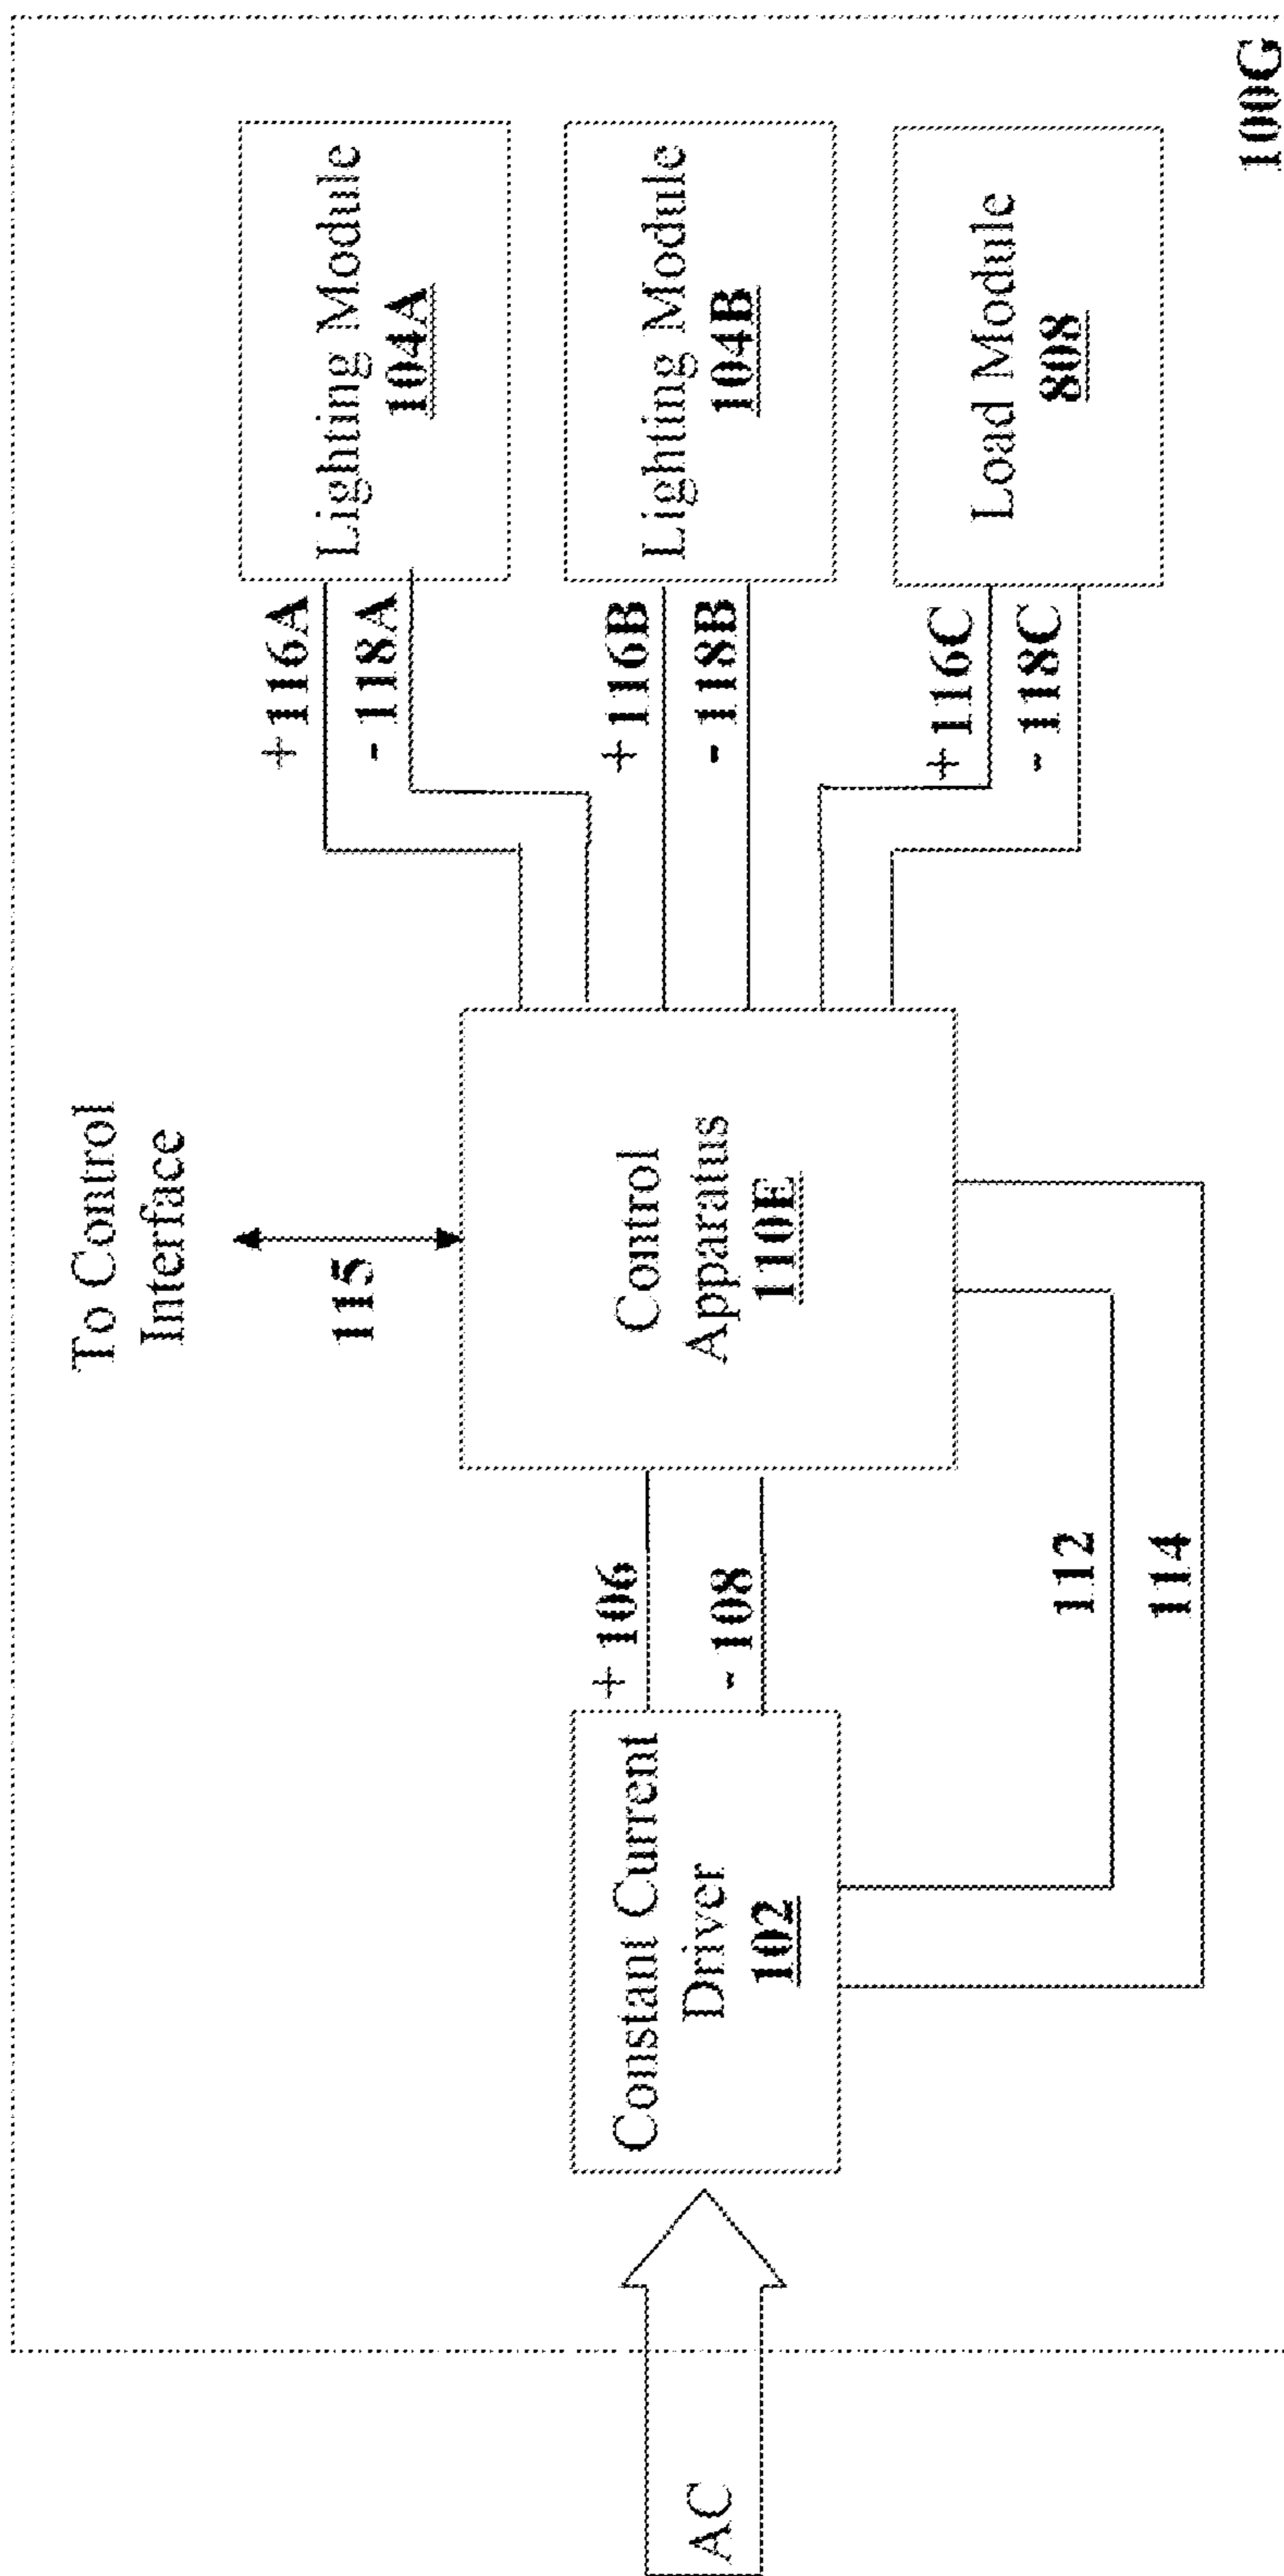 To Control
Interface
115
AC
Constant Current
Driver
102
+ 106
- 108
112
114
Control
Apparatus
110E
+116A
- 118A
+ 116B
- 118B
+116C
- 118C
Lighting Module
104A
Lighting Module
104B
Load Module
808
100G